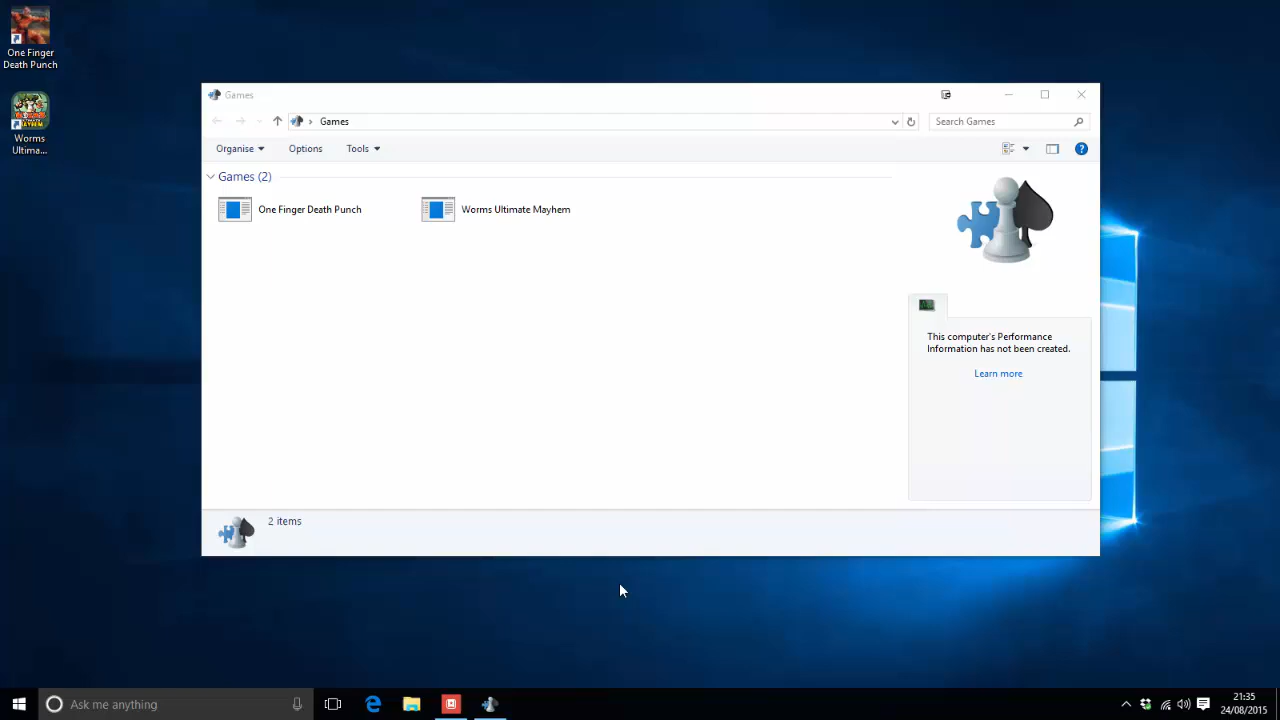 One Finger
Death Punch
Worms
Ultima...
Games
Games
Search Games
Organise
Options
Tools
Games (2)
One Finger Death Punch
Worms Ultimate Mayhem
This computer's Performance
Information has not been created.
Learn more
2 items
Ask me anything
21:35
24/08/2015